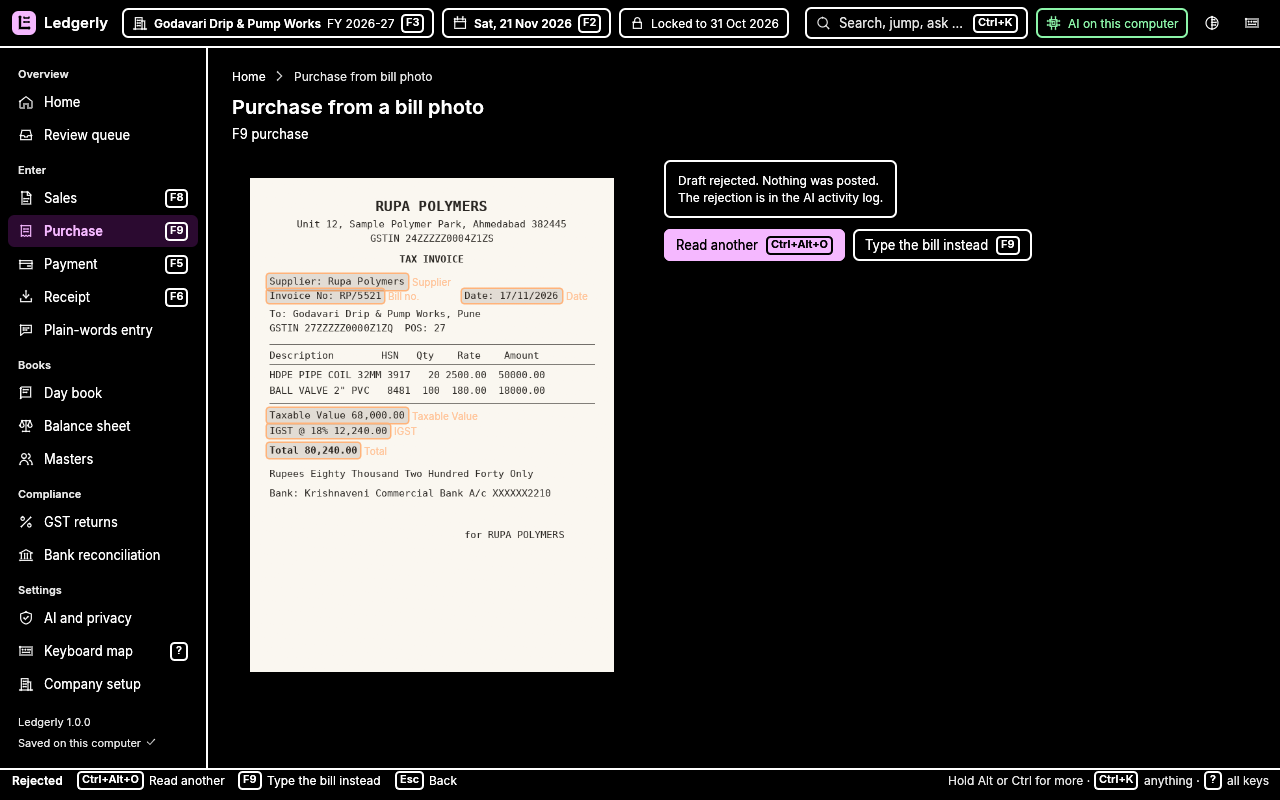 Ledgerly
Godavari Drip & Pump Works FY 2026-27 F3
Sat, 21 Nov 2026 F2
Locked to 31 Oct 2026
Search, jump, ask ... Ctrl+K
AI on this computer
Overview
Home
Review queue
Enter
Sales F8
Purchase F9
Payment F5
Receipt F6
Plain-words entry
Books
Day book
Balance sheet
Masters
Compliance
GST returns
Bank reconciliation
Settings
AI and privacy
Keyboard map ?
Company setup
Ledgerly 1.0.0
Saved on this computer
Home Purchase from bill photo
Purchase from a bill photo
F9 purchase
RUPA POLYMERS
Unit 12, Sample Polymer Park, Ahmedabad 382445
GSTIN 24ZZZZZ0004Z1ZS
TAX INVOICE
Supplier: Rupa Polymers Supplier
Invoice No: RP/5521 Bill no. Date: 17/11/2026 Date
To: Godavari Drip & Pump Works, Pune
GSTIN 27ZZZZZ0000Z1ZQ POS: 27
Description HSN Qty Rate Amount
HDPE PIPE COIL 32MM 3917 20 2500.00 50000.00
BALL VALVE 2" PVC 8481 100 180.00 18000.00
Taxable Value 68,000.00 Taxable Value
IGST @ 18% 12,240.00 IGST
Total 80,240.00 Total
Rupees Eighty Thousand Two Hundred Forty Only
Bank: Krishnaveni Commercial Bank A/c XXXXXX2210
for RUPA POLYMERS
Draft rejected. Nothing was posted.
The rejection is in the AI activity log.
Read another Ctrl+Alt+O
Type the bill instead F9
Rejected Ctrl+Alt+O Read another F9 Type the bill instead Esc Back
Hold Alt or Ctrl for more · Ctrl+K anything · ? all keys